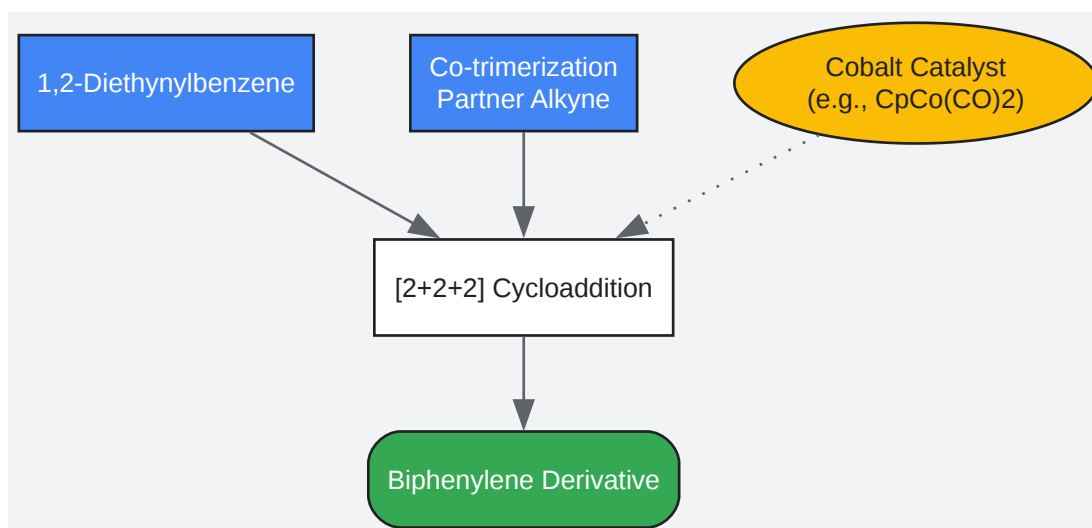 1,2-Diethynylbenzene
Co-trimerization
Partner Alkyne
Cobalt Catalyst
(e.g., CpCo(CO)2)
[2+2+2] Cycloaddition
Biphenylene Derivative